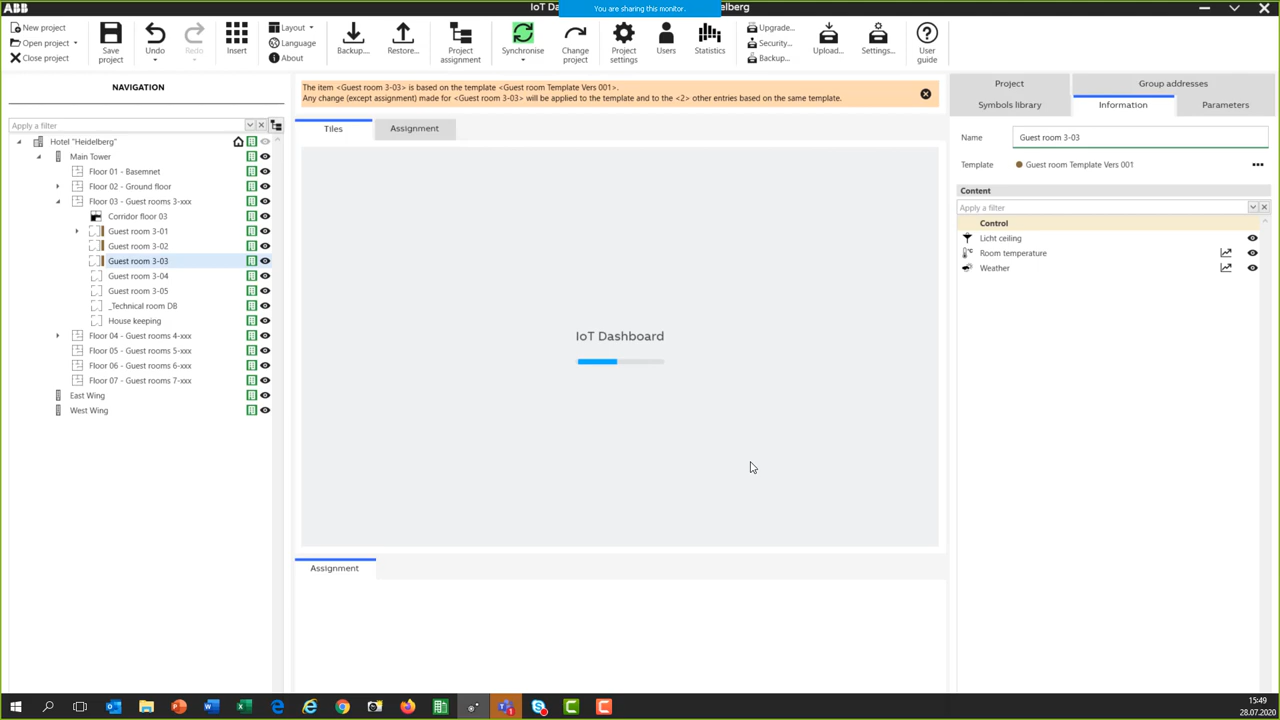 ABB
IoT Da
You are sharing this monitor.
elberg
New project
Open project
Close project
Save project
Undo
Redo
Insert
Layout
Language
About
Backup...
Restore...
Project assignment
Synchronise
Change project
Project settings
Users
Statistics
Upgrade...
Security...
Backup...
Upload...
Settings...
User guide
NAVIGATION
Apply a filter
Hotel "Heidelberg"
Main Tower
Floor 01 - Basemnet
Floor 02 - Ground floor
Floor 03 - Guest rooms 3-xxx
Corridor floor 03
Guest room 3-01
Guest room 3-02
Guest room 3-03
Guest room 3-04
Guest room 3-05
_Technical room DB
House keeping
Floor 04 - Guest rooms 4-xxx
Floor 05 - Guest rooms 5-xxx
Floor 06 - Guest rooms 6-xxx
Floor 07 - Guest rooms 7-xxx
East Wing
West Wing
The item <Guest room 3-03> is based on the template <Guest room Template Vers 001>.
Any change (except assignment) made for <Guest room 3-03> will be applied to the template and to the <2> other entries based on the same template.
Tiles
Assignment
IoT Dashboard
Assignment
Project
Group addresses
Symbols library
Information
Parameters
Name
Guest room 3-03
Template
Guest room Template Vers 001
Content
Apply a filter
Control
Licht ceiling
Room temperature
Weather
15:49
28.07.2020